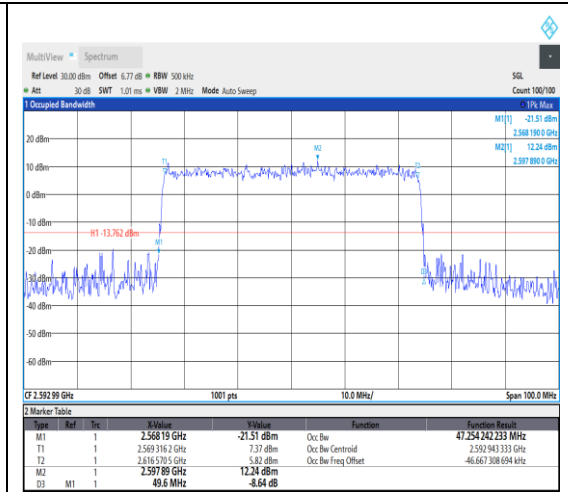 MultiView Spectrum
Ref Level 30.00 dBm Offset 6.77 dB RBW 500 kHz SGL
Att 30 dB SWT 1.01 ms VBW 2 MHz Mode Auto Sweep Count 100/100
1 Occupied Bandwidth 1Pk Max
M1[1] -21.51 dBm
2.568 190 0 GHz
M2[1] 12.24 dBm
2.597 890 0 GHz
M2
T1
T2
20 dBm
10 dBm
0 dBm
-10 dBm
H1 -13.762 dBm
M1
-20 dBm
D3
-30 dBm
-40 dBm
-50 dBm
-60 dBm
CF 2.592 99 GHz 1001 pts 10.0 MHz/ Span 100.0 MHz
2 Marker Table
Type Ref Trc X-Value Y-Value Function Function Result
M1 1 2.568 19 GHz -21.51 dBm Occ Bw 47.254 242 233 MHz
T1 1 2.569 316 2 GHz 7.37 dBm Occ Bw Centroid 2.592 943 333 GHz
T2 1 2.616 570 5 GHz 5.82 dBm Occ Bw Freq Offset -46.667 308 694 kHz
M2 1 2.597 89 GHz 12.24 dBm
D3 M1 1 49.6 MHz -8.64 dB